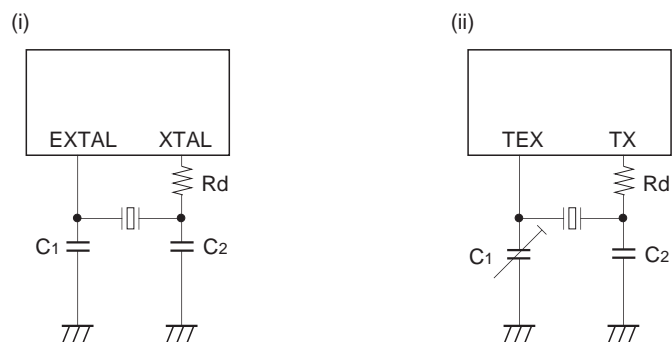 (i)
EXTAL XTAL
Rd
C1 C2
(ii)
TEX TX
Rd
C1 C2